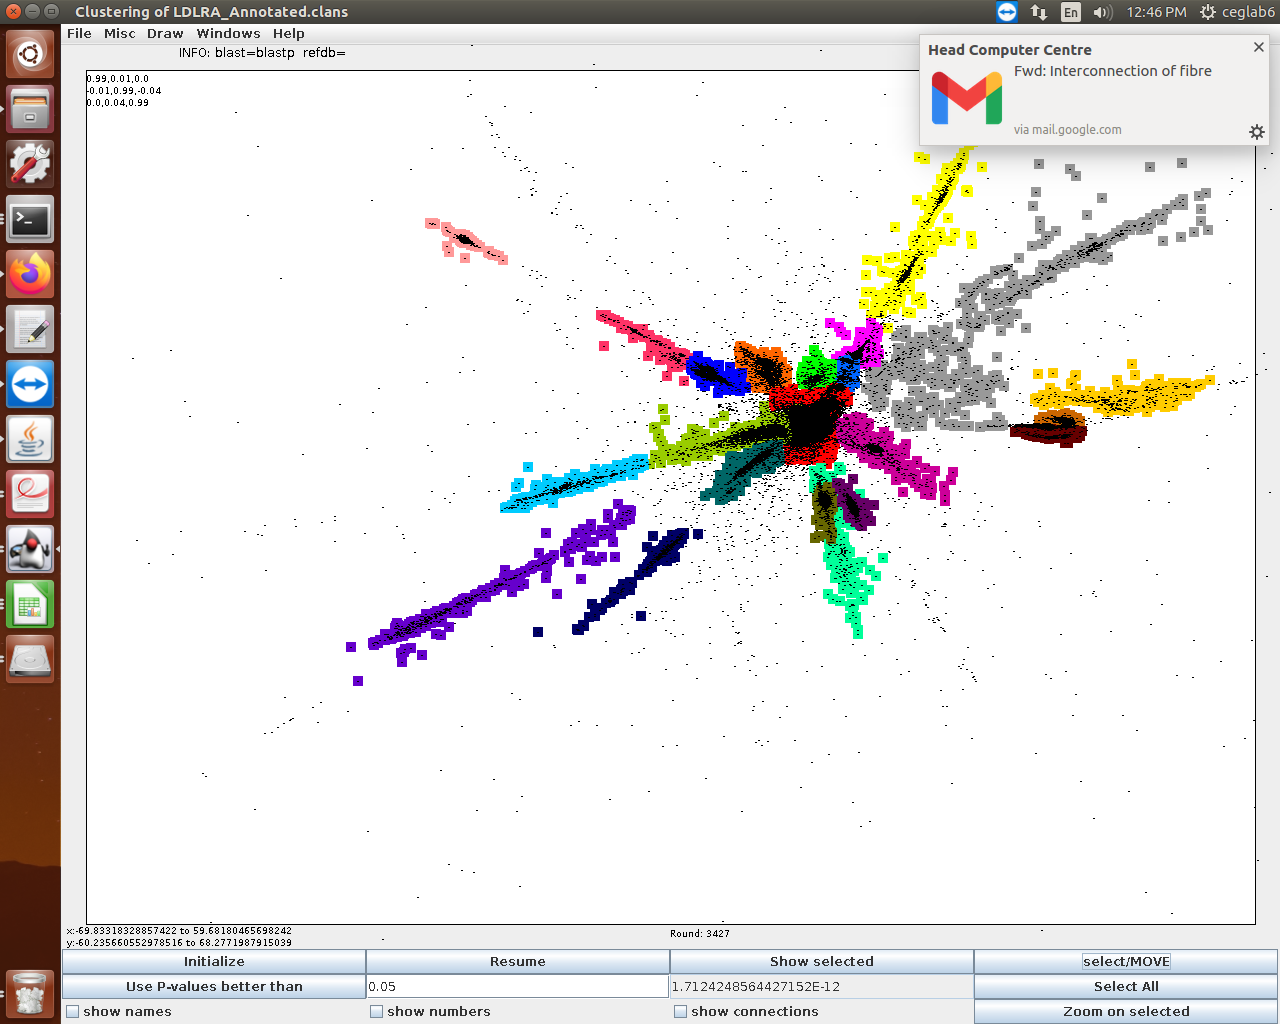 Clustering of LDLRA_Annotated.clans
En
12:46 PM
ceglab6
File Misc Draw Windows Help
INFO: blast=blastp refdb=
Head Computer Centre
Fwd: Interconnection of fibre
via mail.google.com
0.99,0.01,0.0
-0.01,0.99,-0.04
0.0,0.04,0.99
x:-69.83318328857422 to 59.68180465698242
y:-60.235660552978516 to 68.2771987915039
Round: 3427
Initialize
Resume
Show selected
select/MOVE
Use P-values better than
0.05
1.7124248564427152E-12
Select All
show names
show numbers
show connections
Zoom on selected